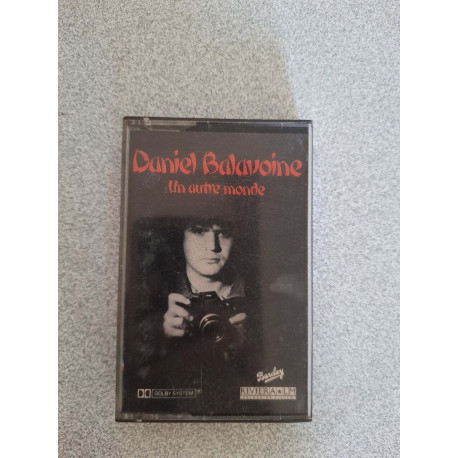 Daniel Balavoine
Un autre monde
Barclay
DOLBY SYSTEM
RIVIERA LM